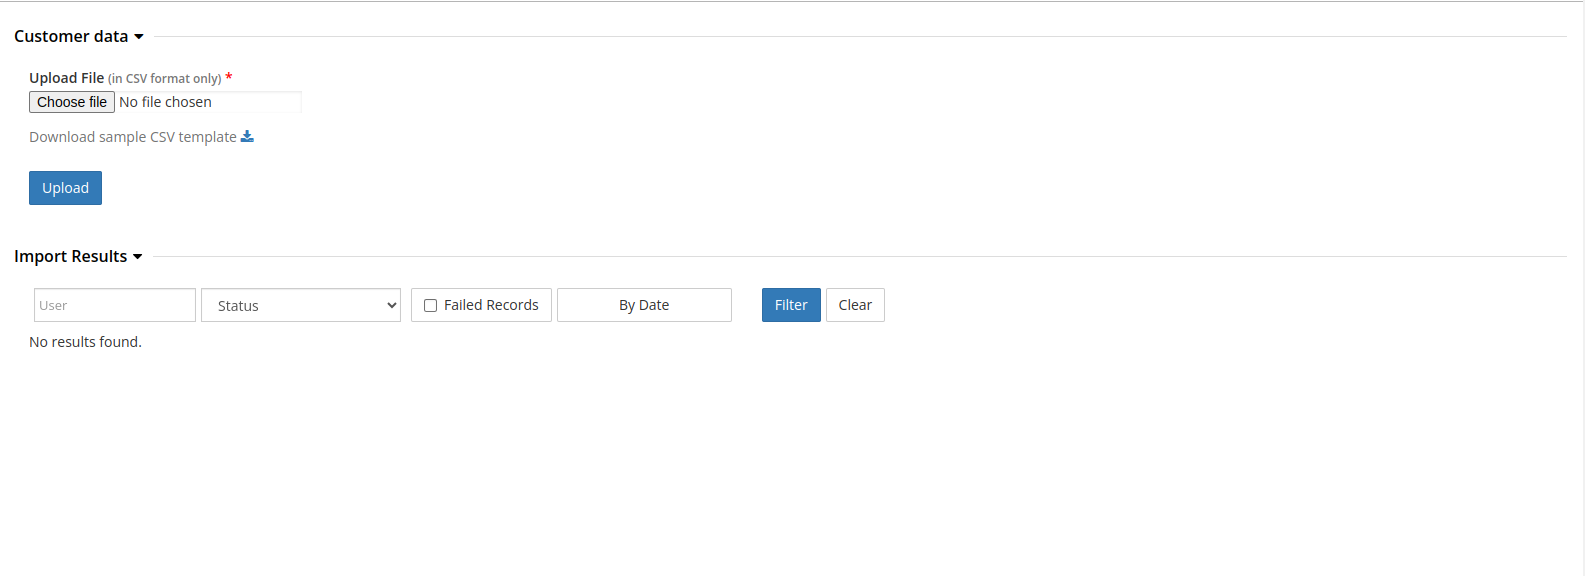 Customer data
Upload File (in CSV format only) *
Choose file No file chosen
Download sample CSV template
Upload
Import Results
User Status Failed Records By Date Filter Clear
No results found.